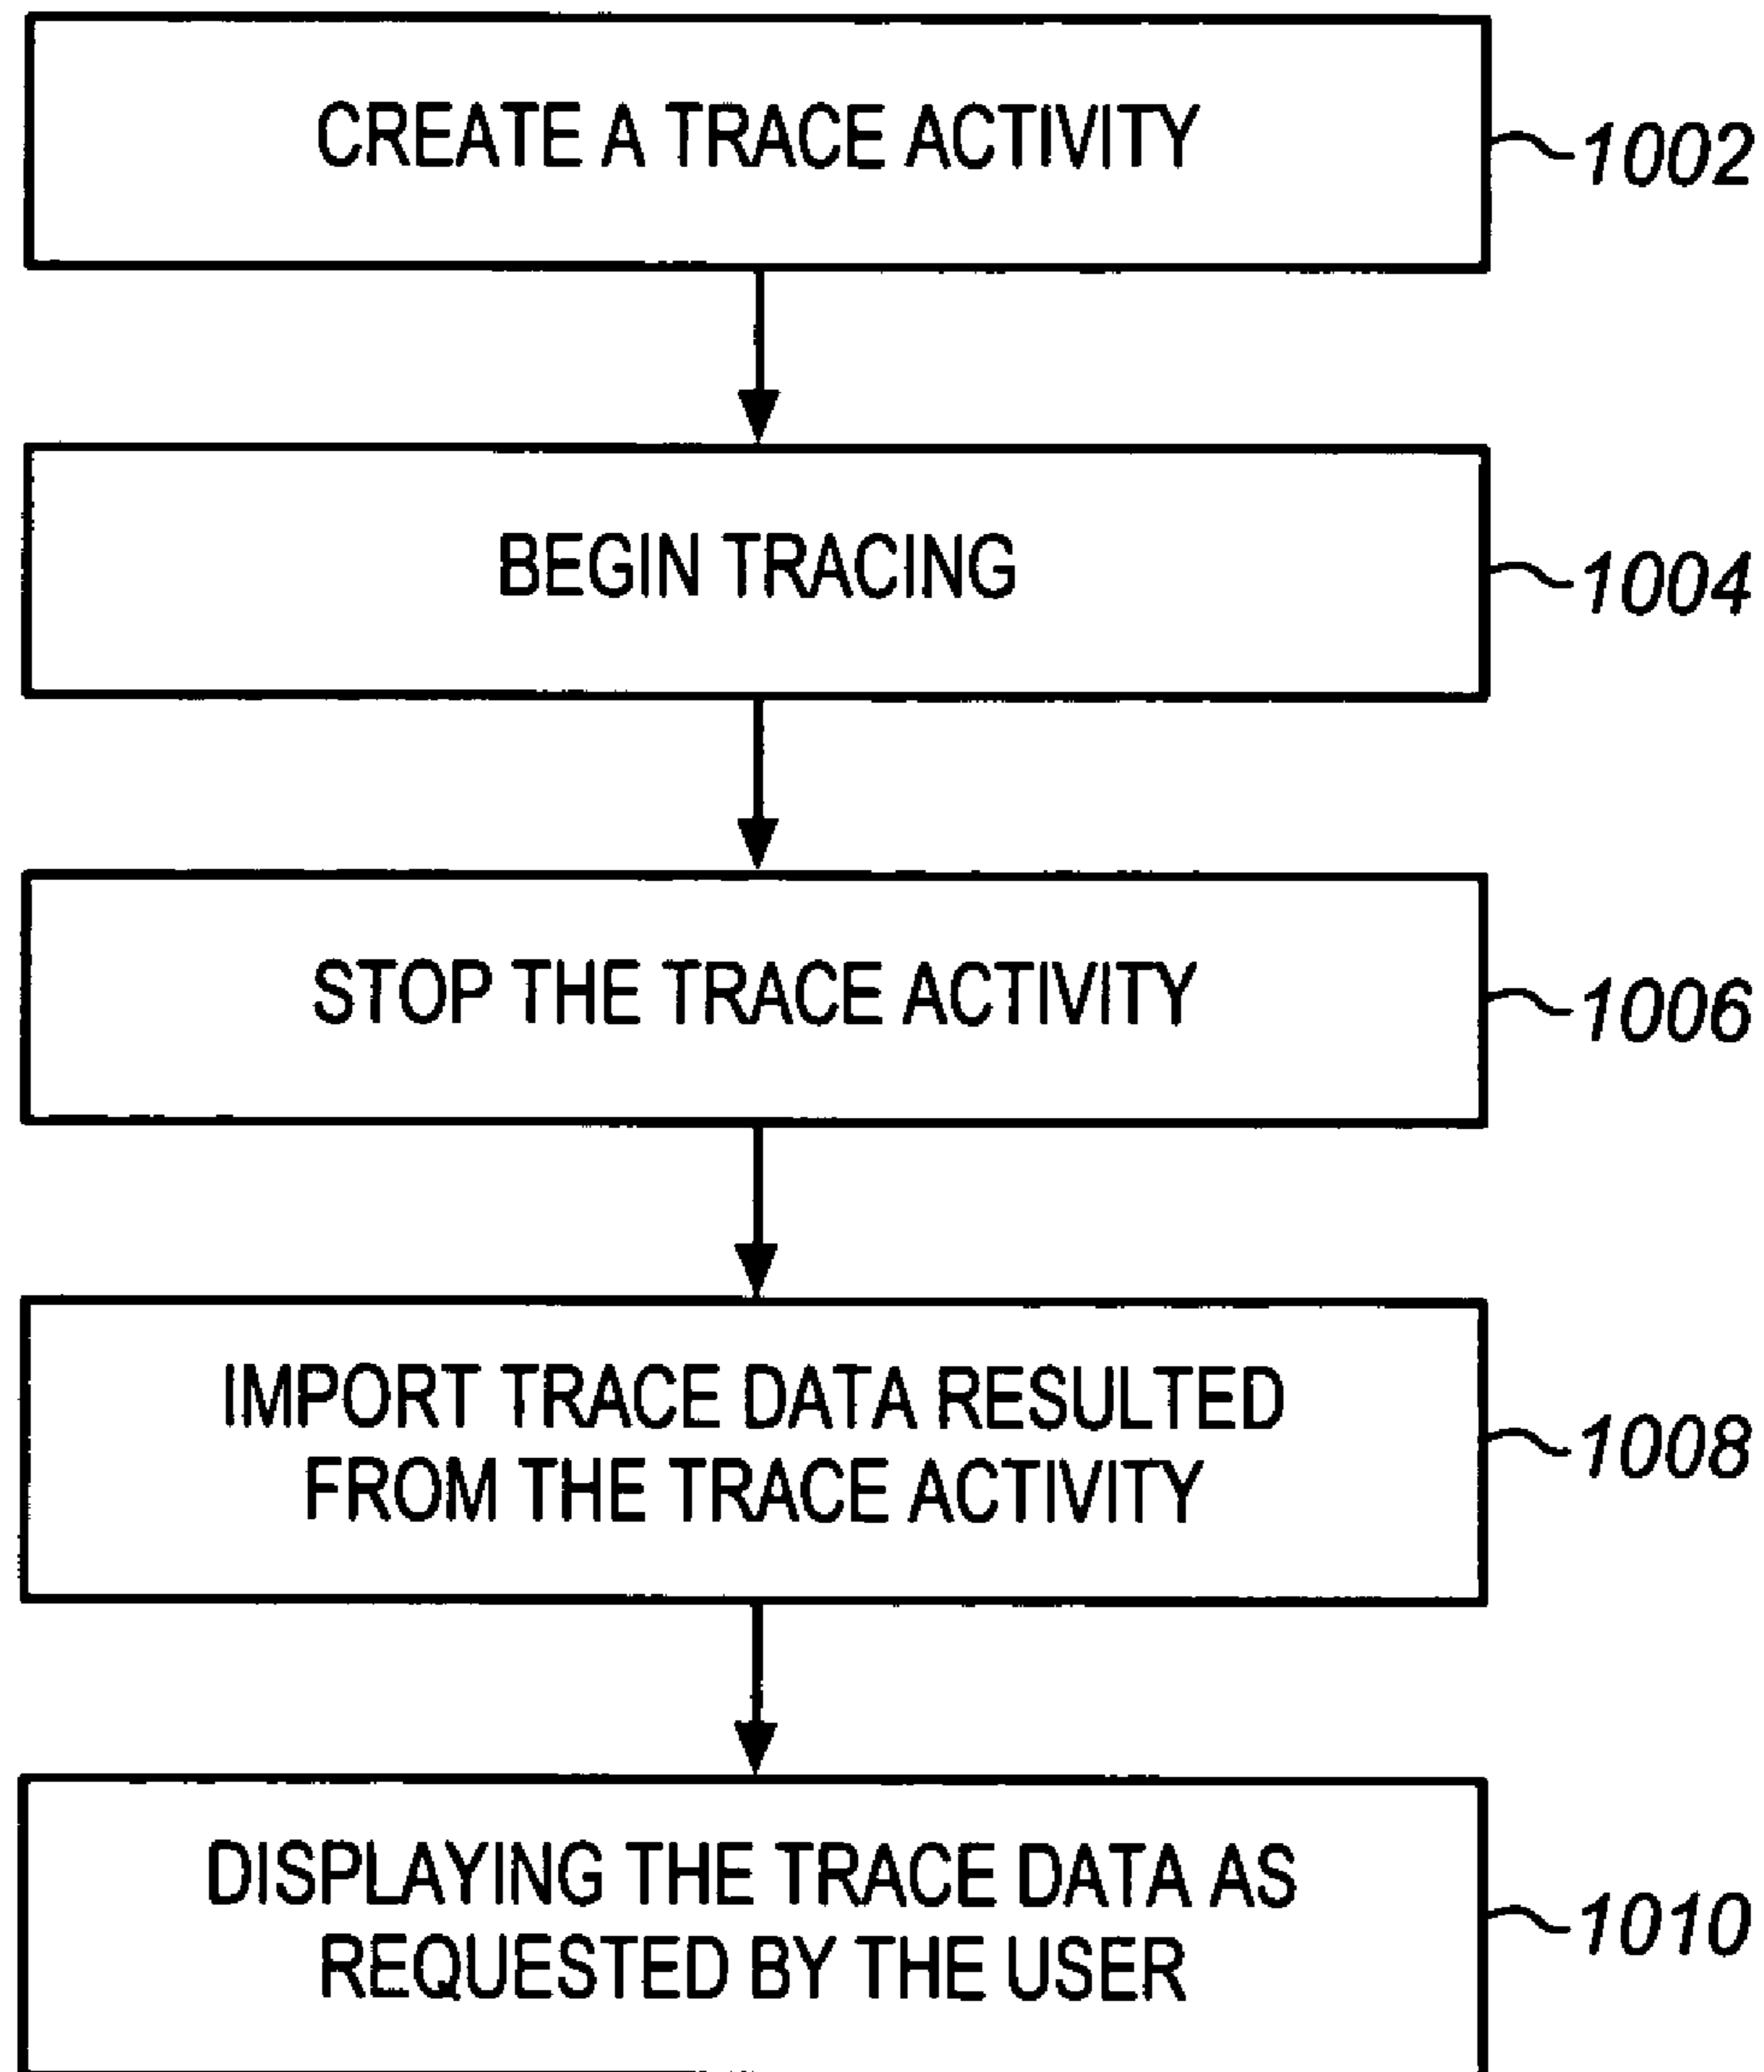 CREATE A TRACE ACTIVITY
1002
BEGIN TRACING
1004
STOP THE TRACE ACTIVITY
1006
IMPORT TRACE DATA RESULTED
FROM THE TRACE ACTIVITY
1008
DISPLAYING THE TRACE DATA AS
REQUESTED BY THE USER
1010